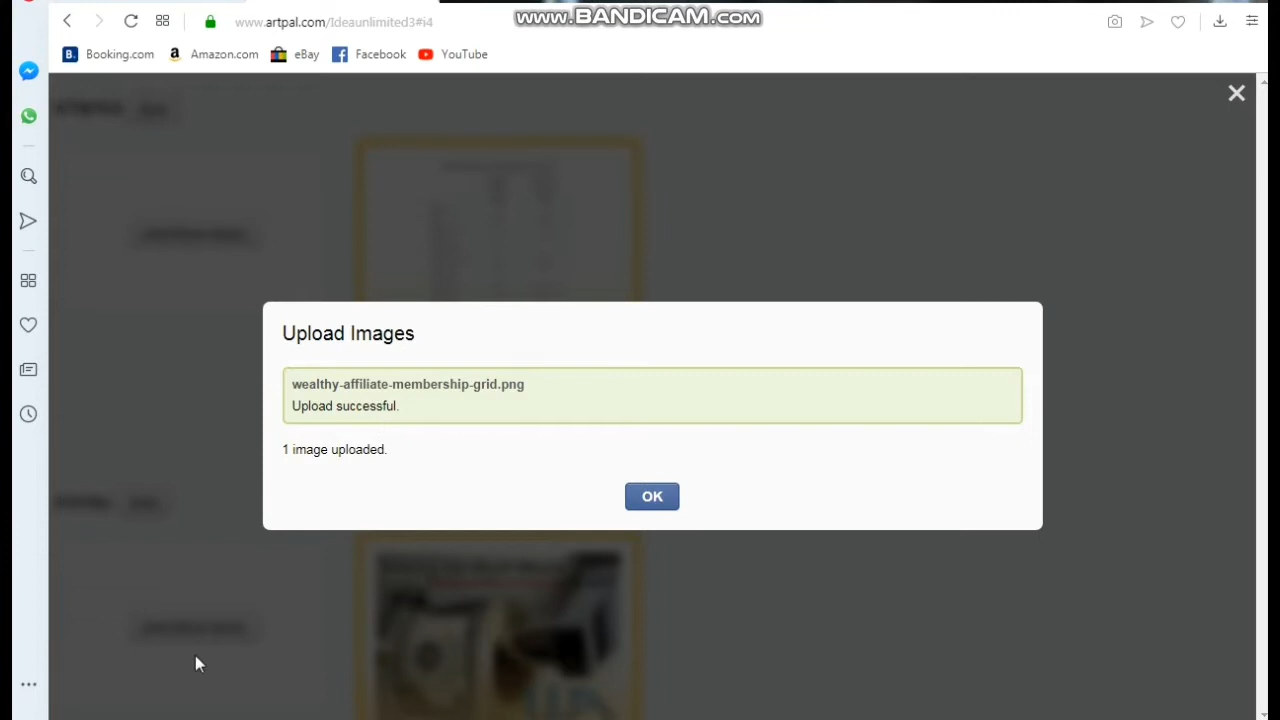 www.artpal.com/Ideaunlimited3#i4
www.BANDICAM.com
Booking.com
Amazon.com
eBay
Facebook
YouTube
Upload Images
wealthy-affiliate-membership-grid.png
Upload successful.
1 image uploaded.
OK